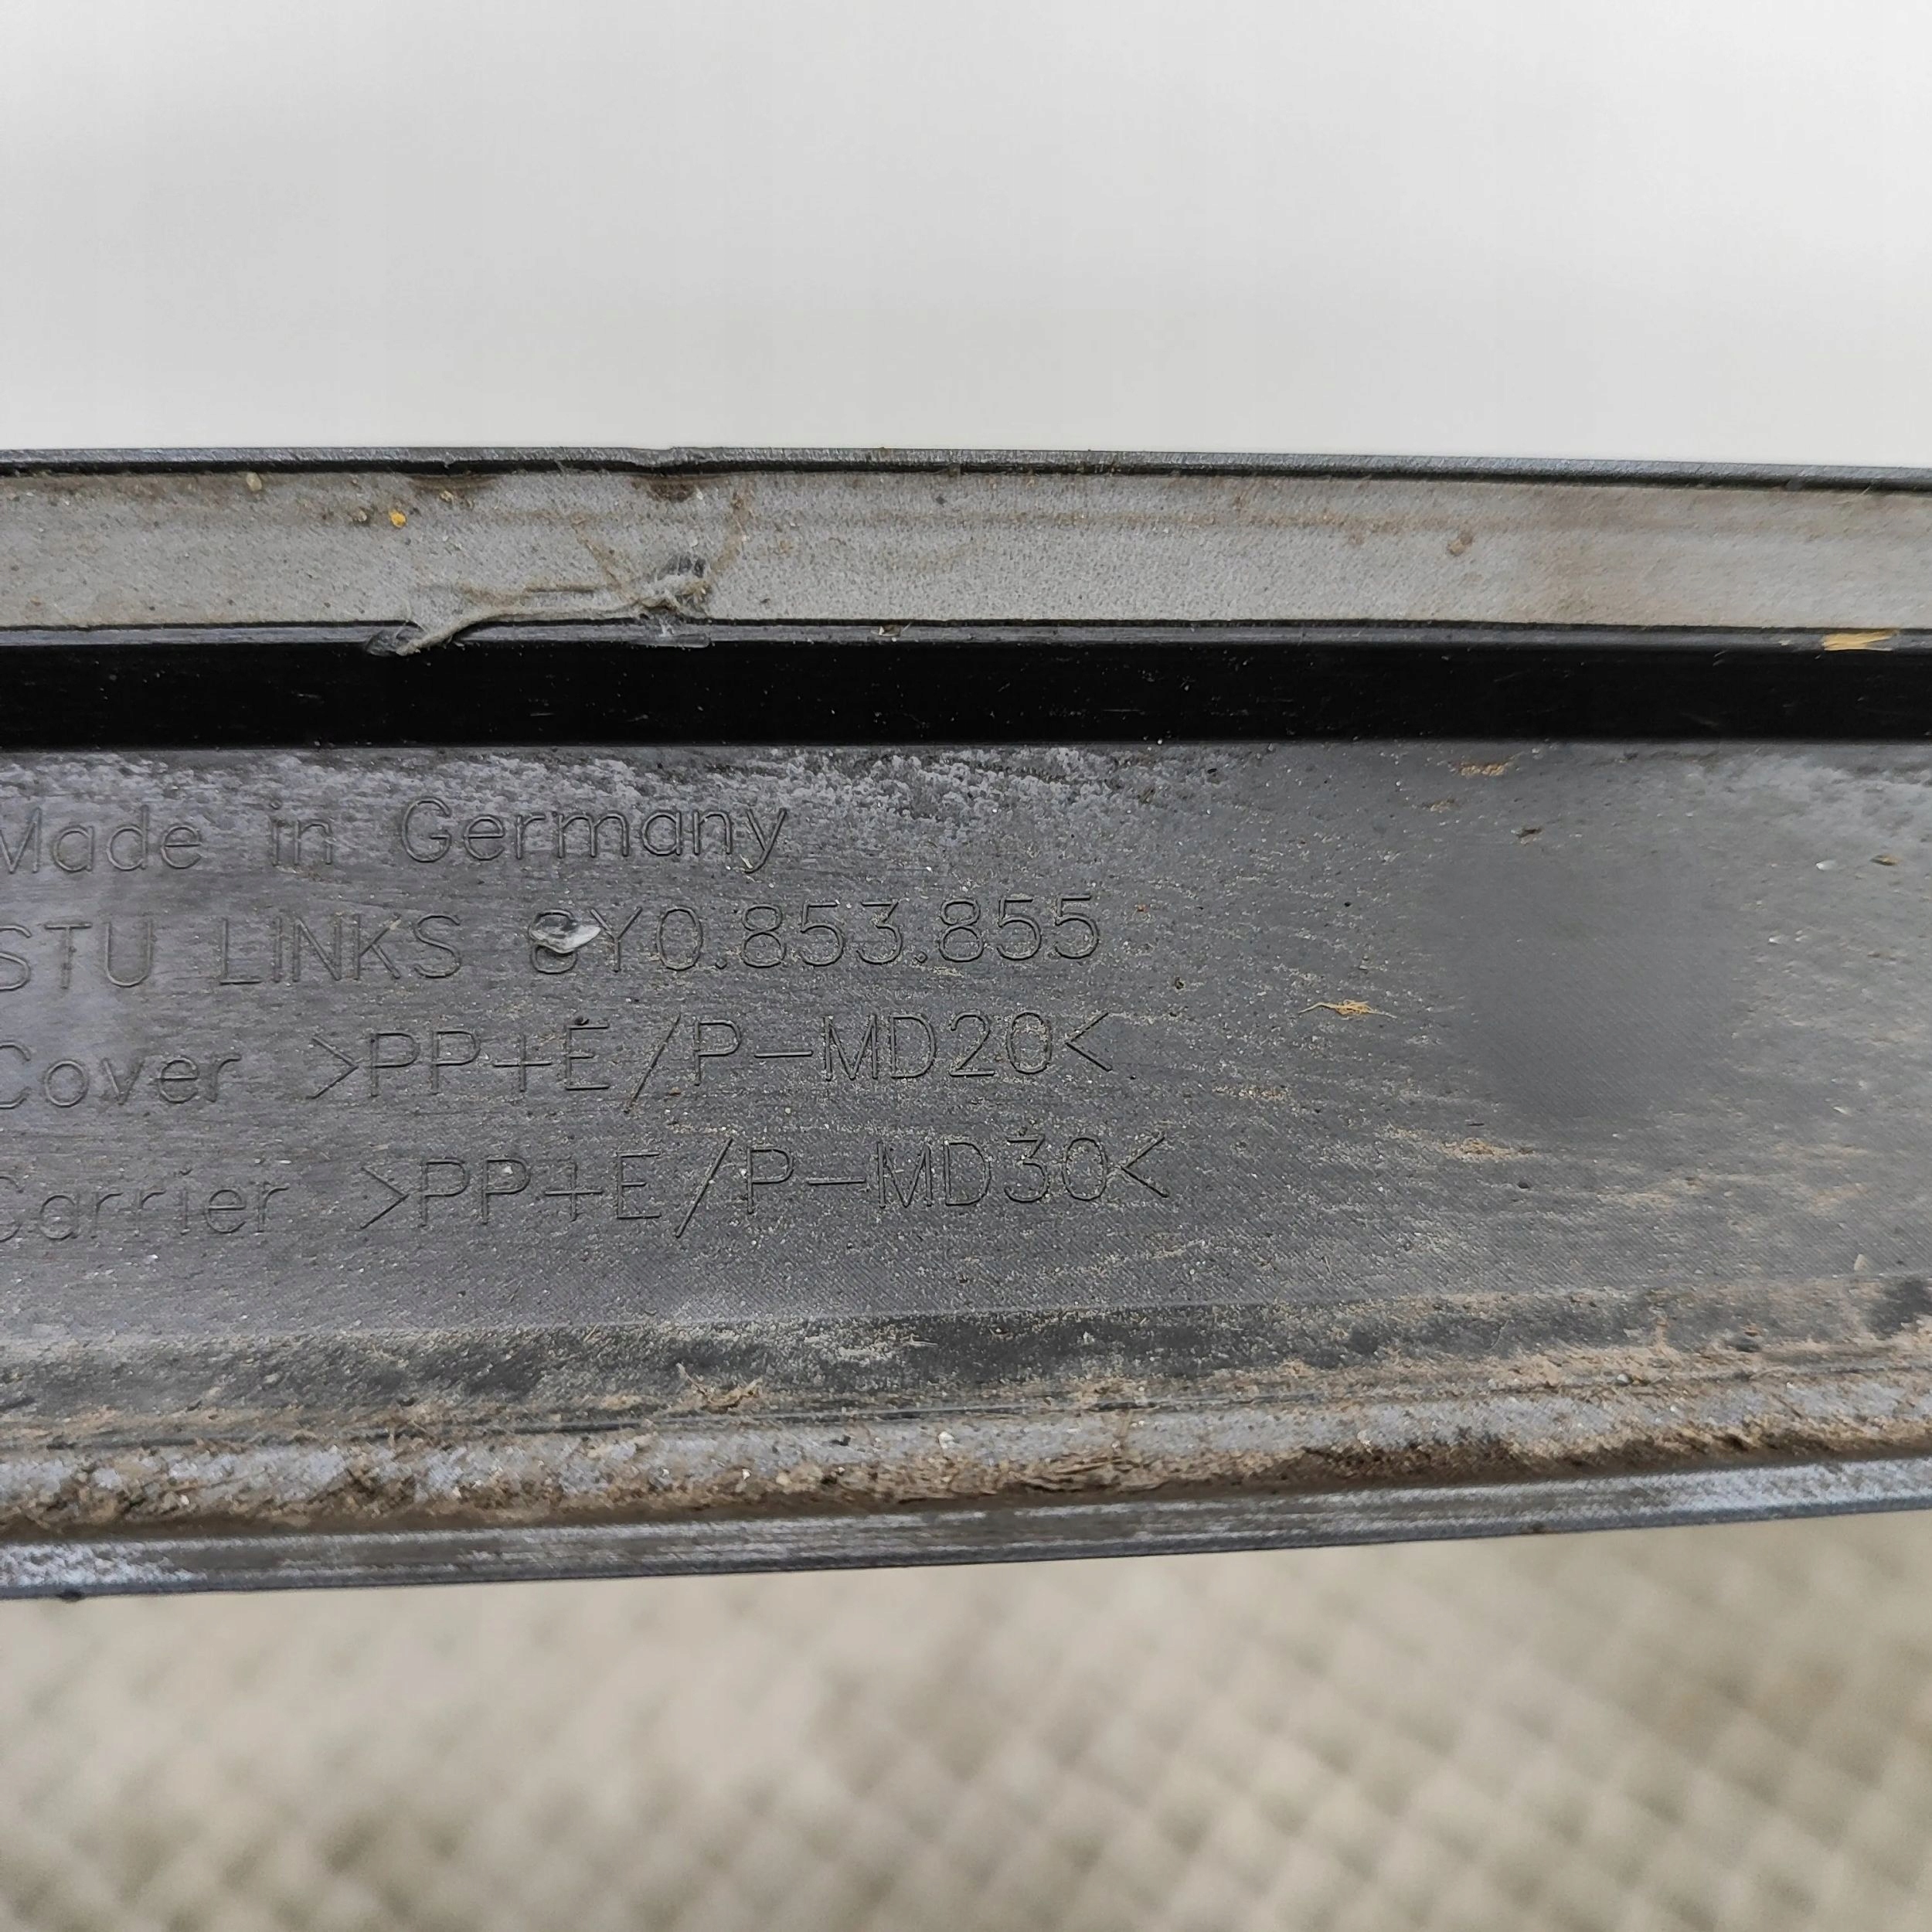 Made in Germany
STU LINKS 8Y0.853.855
Cover >PP+E/P-MD20<
Carrier >PP+E/P-MD30<